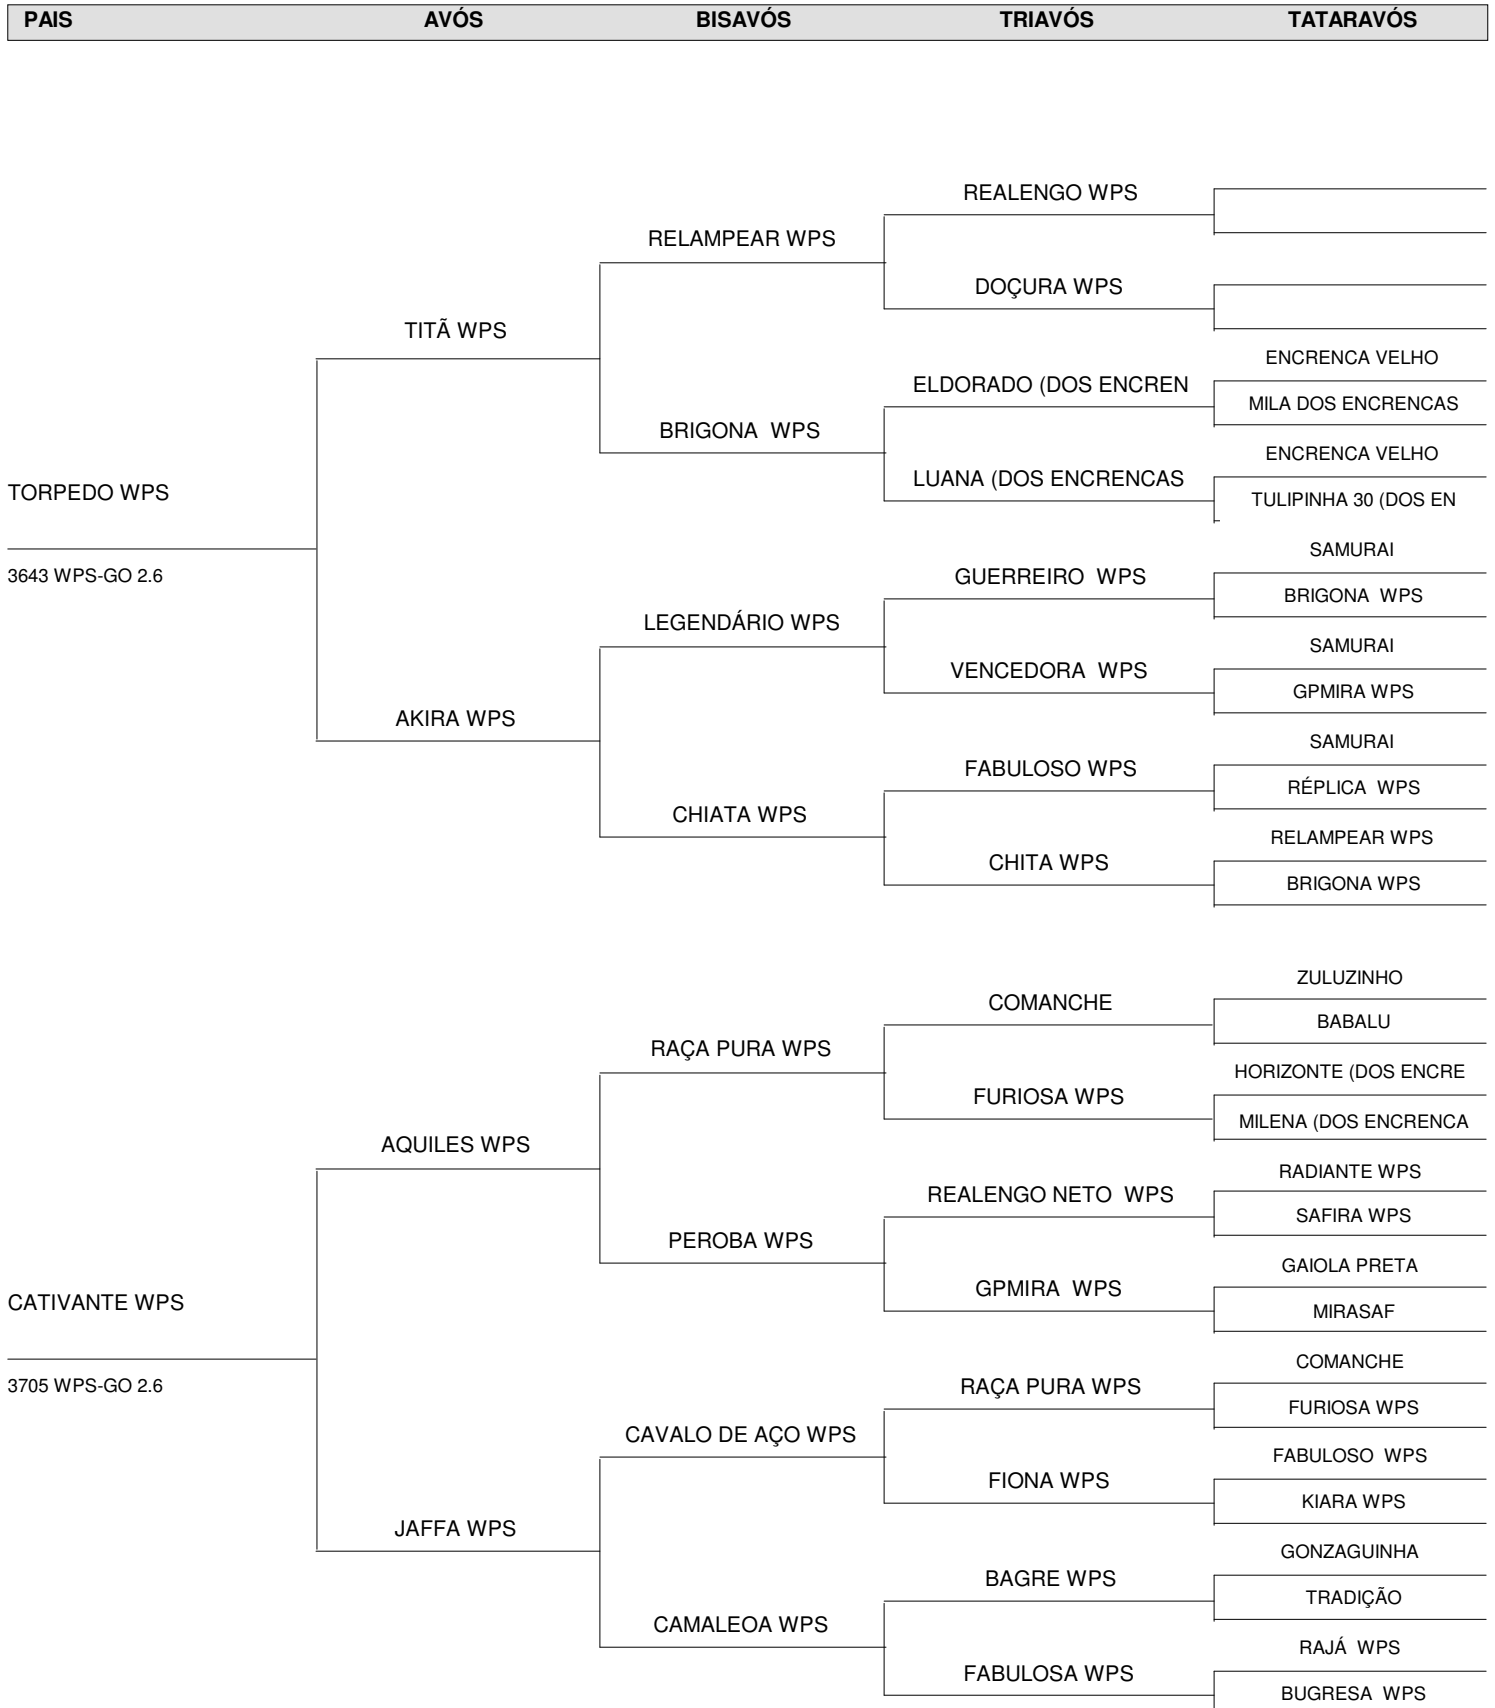 PAIS AVÓS BISAVÓS TRIAVÓS TATARAVÓS
REALENGO WPS
RELAMPEAR WPS
DOÇURA WPS
TITÃ WPS
ENCRENCA VELHO
ELDORADO (DOS ENCREN
MILA DOS ENCRENCAS
BRIGONA WPS
ENCRENCA VELHO
LUANA (DOS ENCRENCAS
TULIPINHA 30 (DOS EN
TORPEDO WPS
3643 WPS-GO 2.6
SAMURAI
GUERREIRO WPS
BRIGONA WPS
LEGENDÁRIO WPS
SAMURAI
VENCEDORA WPS
GPMIRA WPS
AKIRA WPS
SAMURAI
FABULOSO WPS
RÉPLICA WPS
CHIATA WPS
RELAMPEAR WPS
CHITA WPS
BRIGONA WPS
ZULUZINHO
COMANCHE
BABALU
RAÇA PURA WPS
HORIZONTE (DOS ENCRE
FURIOSA WPS
MILENA (DOS ENCRENCA
AQUILES WPS
RADIANTE WPS
REALENGO NETO WPS
SAFIRA WPS
PEROBA WPS
GAIOLA PRETA
GPMIRA WPS
MIRASAF
CATIVANTE WPS
3705 WPS-GO 2.6
COMANCHE
RAÇA PURA WPS
FURIOSA WPS
CAVALO DE AÇO WPS
FABULOSO WPS
FIONA WPS
KIARA WPS
JAFFA WPS
GONZAGUINHA
BAGRE WPS
TRADIÇÃO
CAMALEOA WPS
RAJÁ WPS
FABULOSA WPS
BUGRESA WPS